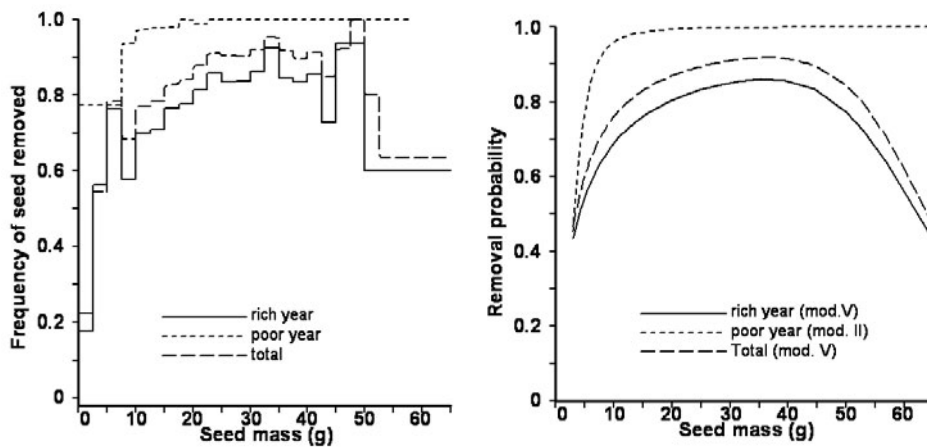 Frequency of seed removed
1.0
0.8
0.6
0.4
0.2
0
rich year
poor year
total
0 10 20 30 40 50 60
Seed mass (g)
Removal probability
1.0
0.8
0.6
0.4
0.2
0
rich year (mod.V)
poor year (mod. II)
Total (mod. V)
0 10 20 30 40 50 60
Seed mass (g)